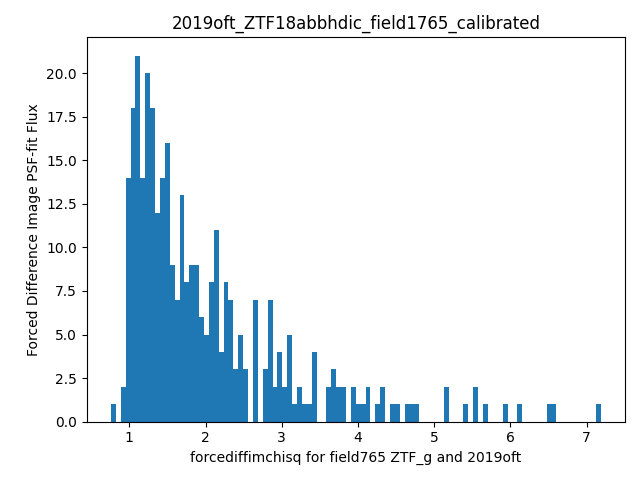 2019oft_ZTF18abbhdic_field1765_calibrated
Forced Difference Image PSF-fit Flux
20.0
17.5
15.0
12.5
10.0
7.5
5.0
2.5
0.0
1 2 3 4 5 6 7
forcediffimchisq for field765 ZTF_g and 2019oft